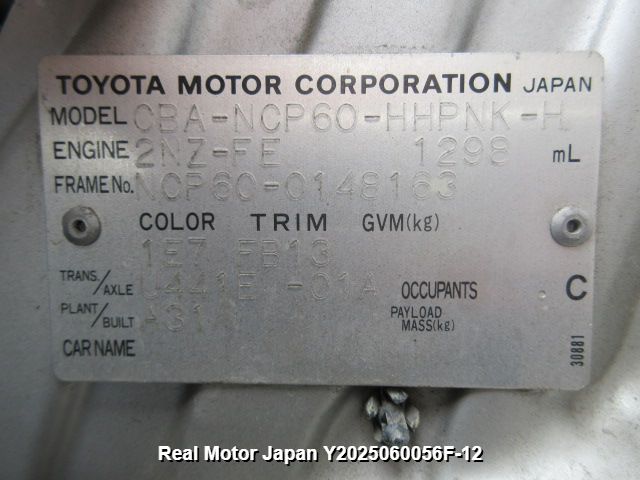 TOYOTA MOTOR CORPORATION JAPAN
MODEL CBA-NCP60-HHPNK-H
ENGINE 2NZ-FE 1298 mL
FRAME No. NCP60-0148163
COLOR TRIM GVM(kg)
1E7 FB13
TRANS./AXLE U441E -01A OCCUPANTS C
PLANT/BUILT PAYLOAD MASS(kg)
CAR NAME
30881
Real Motor Japan Y2025060056F-12